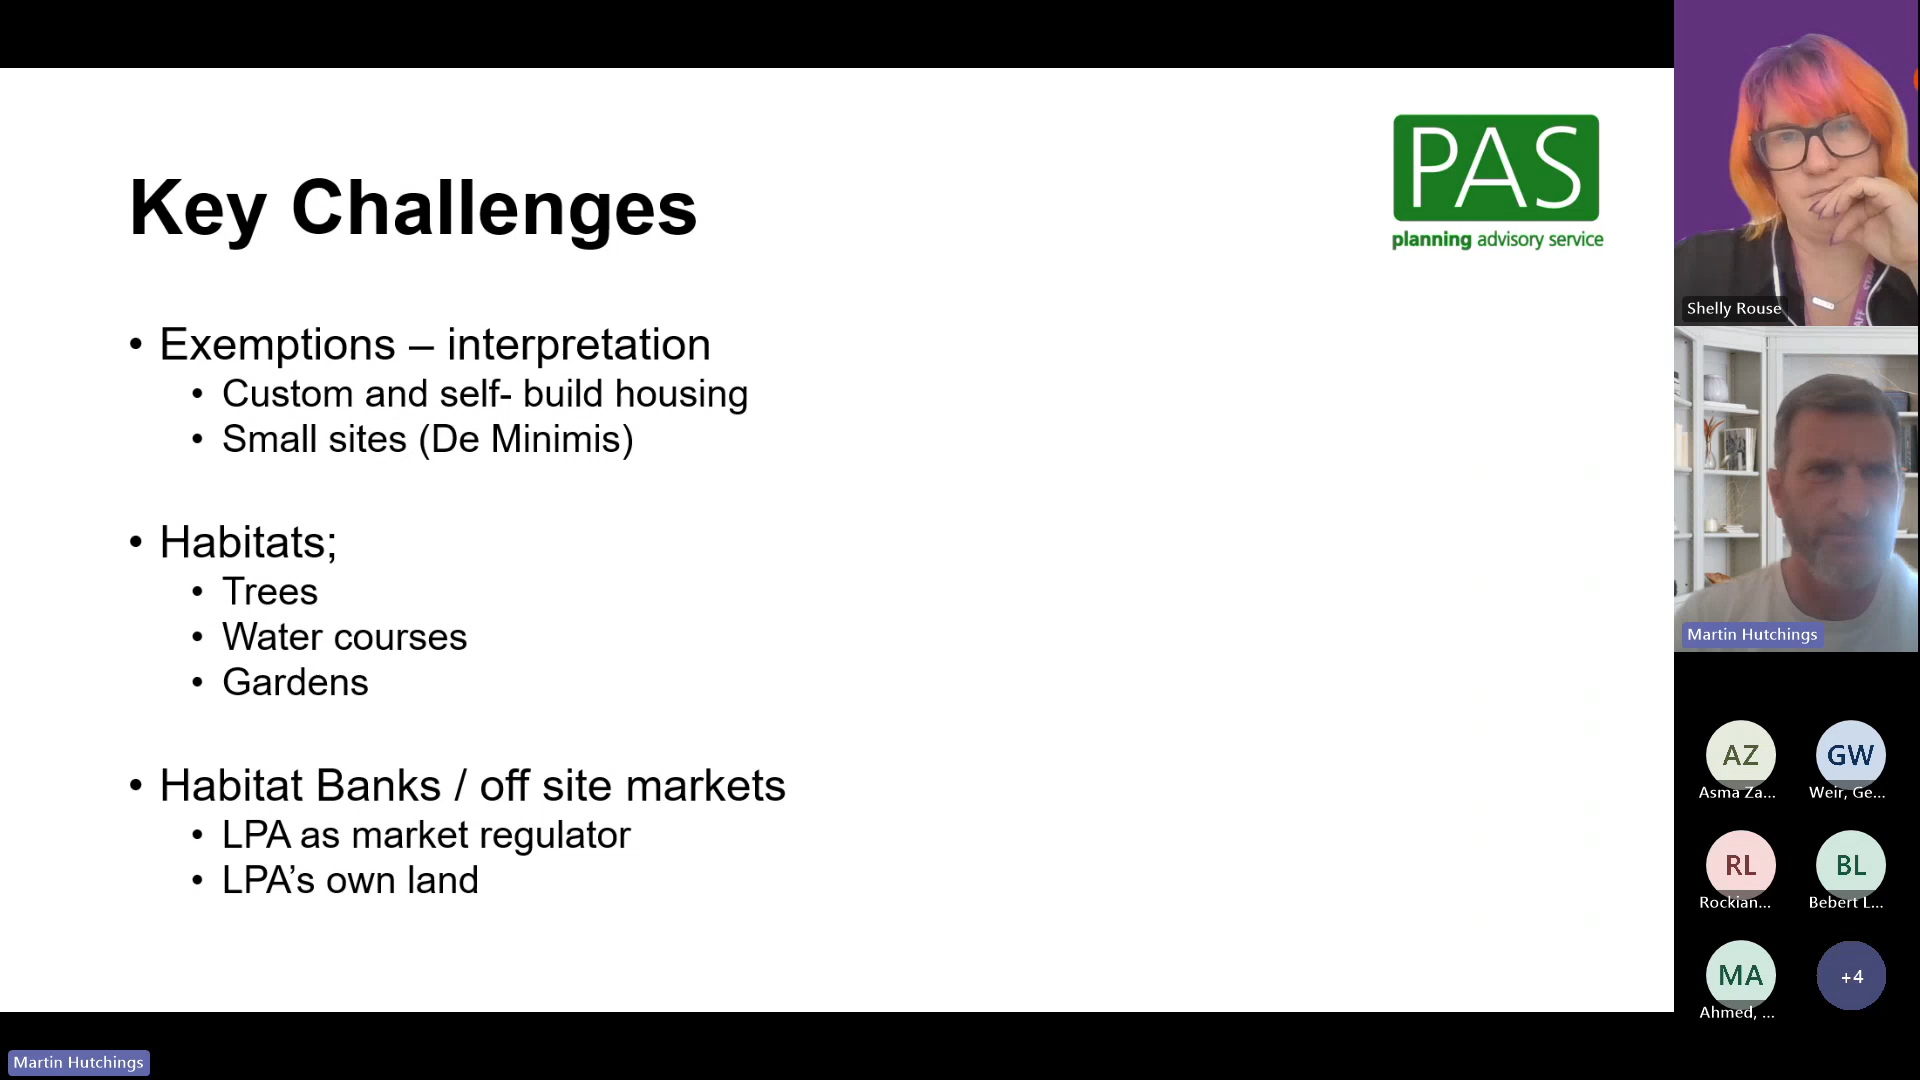 Key Challenges
PAS
planning advisory service
• Exemptions – interpretation
• Custom and self- build housing
• Small sites (De Minimis)
• Habitats;
• Trees
• Water courses
• Gardens
• Habitat Banks / off site markets
• LPA as market regulator
• LPA’s own land
Shelly Rouse
Martin Hutchings
AZ
GW
Asma Za...
Weir, Ge...
RL
BL
Rockian...
Bebert L...
MA
+4
Ahmed, ...
Martin Hutchings